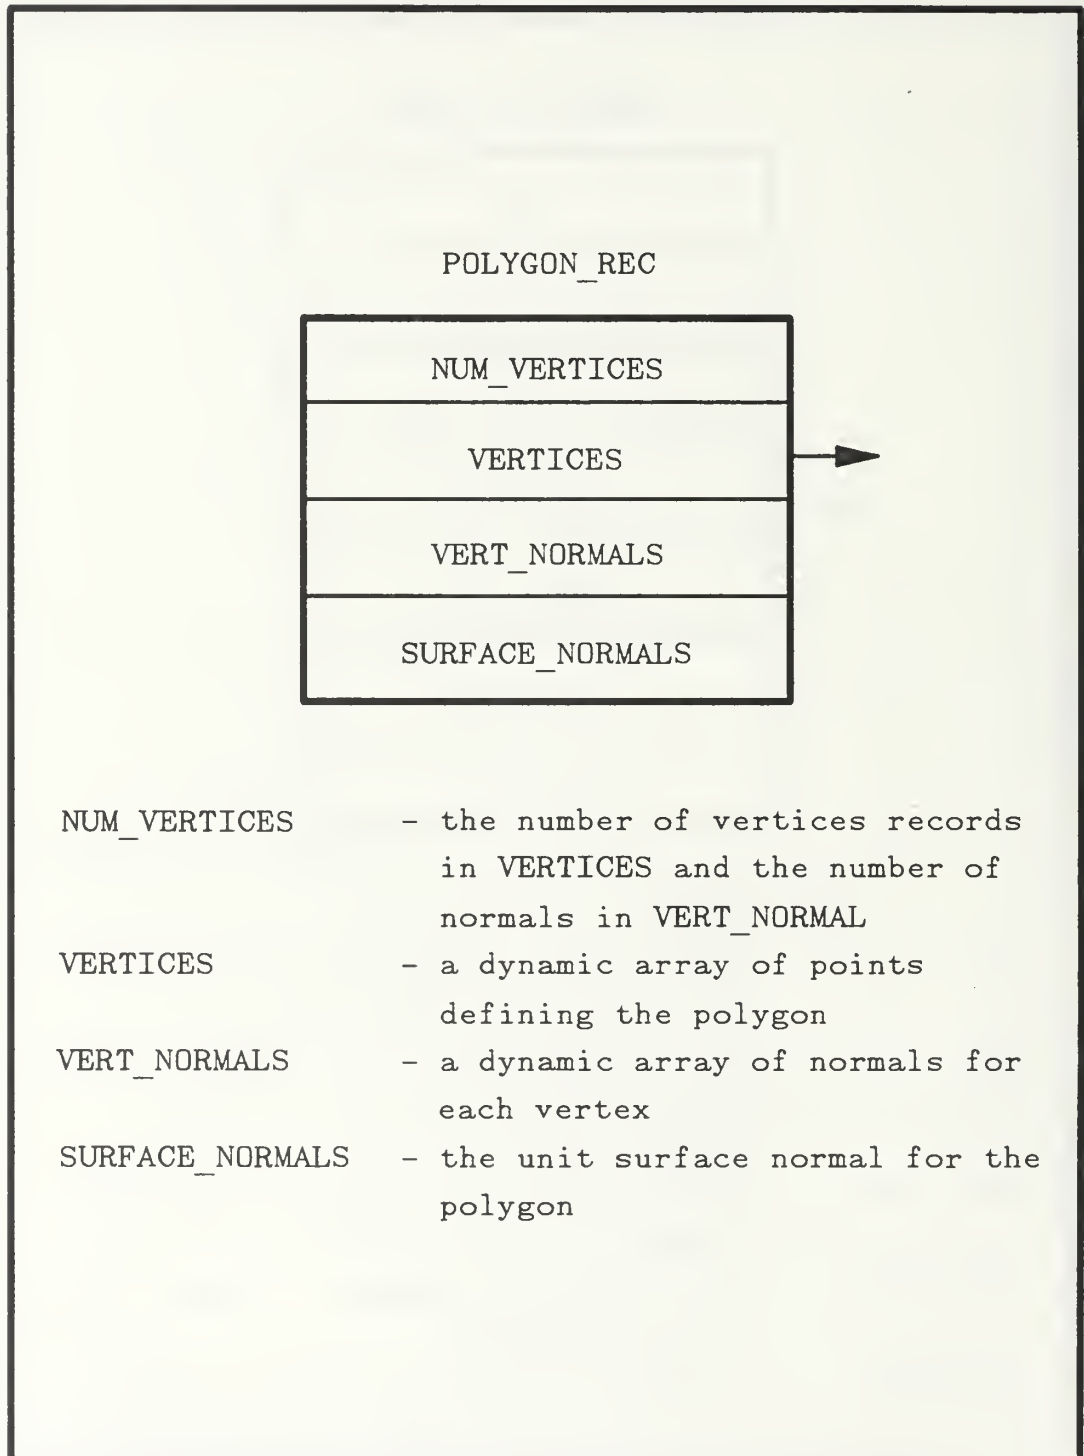 POLYGON_REC
NUM_VERTICES
VERTICES
VERT_NORMALS
SURFACE_NORMALS
NUM_VERTICES - the number of vertices records
in VERTICES and the number of
normals in VERT_NORMAL
VERTICES - a dynamic array of points
defining the polygon
VERT_NORMALS - a dynamic array of normals for
each vertex
SURFACE_NORMALS - the unit surface normal for the
polygon